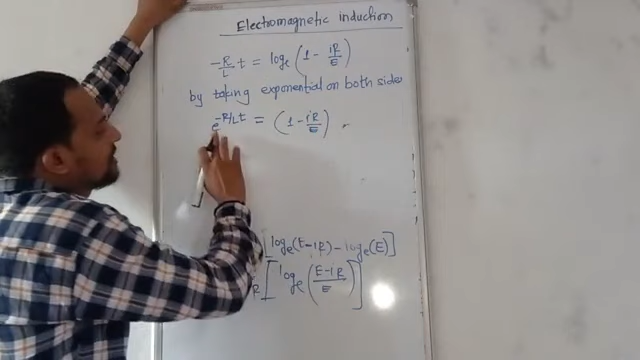 Electromagnetic induction
-R/L t = loge (1 - iR/E)
by taking exponential on both sides
e^-R/L t = (1 - iR/E)
[loge(E-iR) - loge(E)]
R [loge (E-iR/E)]